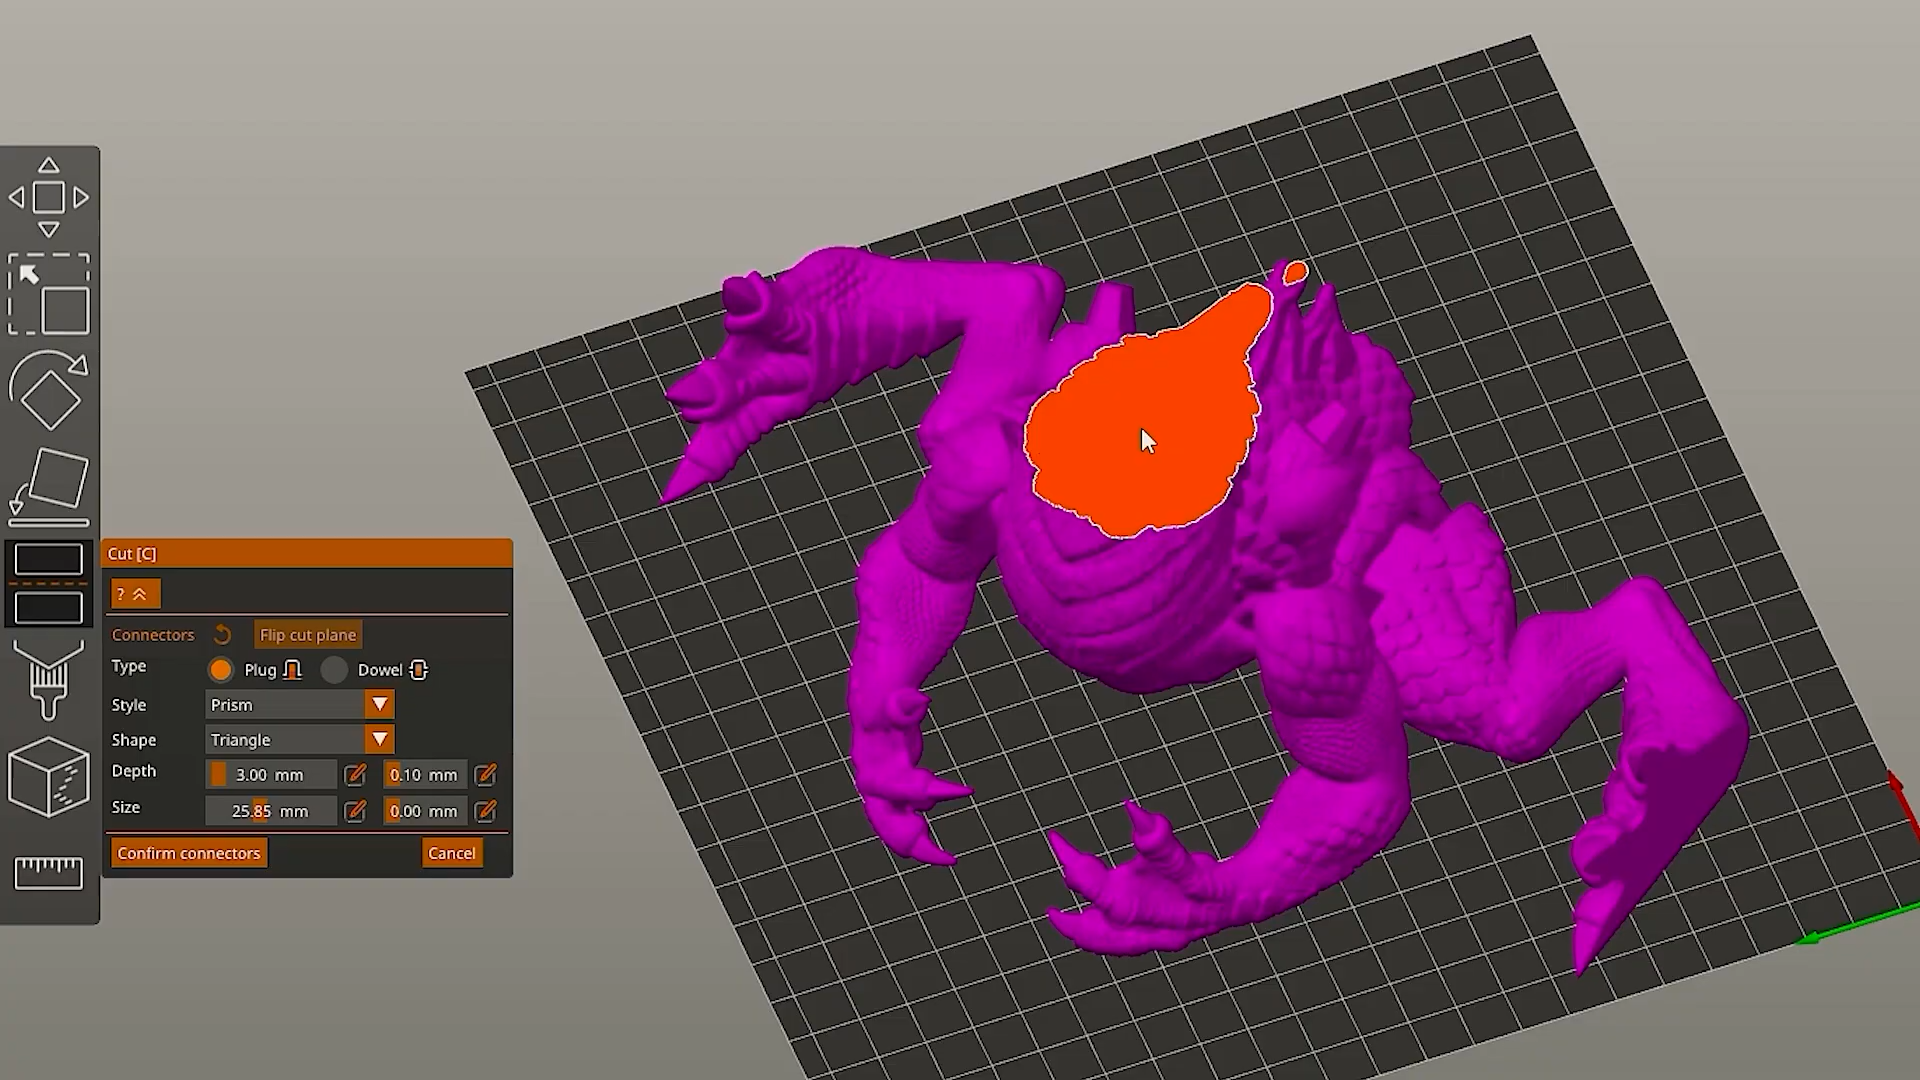 Cut [C]
?
Connectors Flip cut plane
Type Plug Dowel
Style Prism
Shape Triangle
Depth 3.00 mm 0.10 mm
Size 25.85 mm 0.00 mm
Confirm connectors Cancel